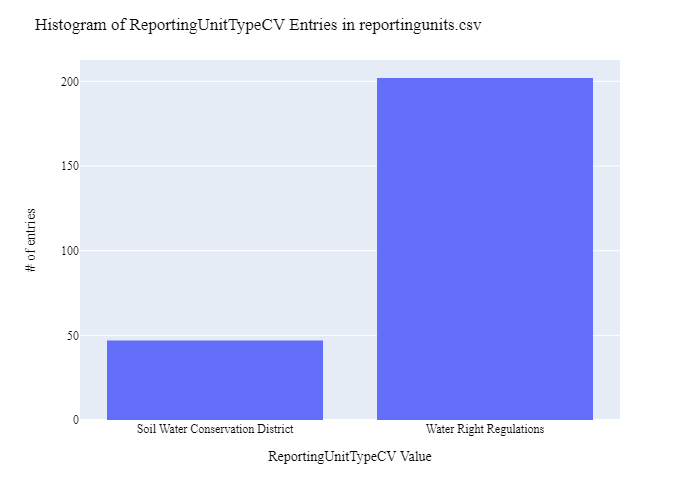 Histogram of ReportingUnitTypeCV Entries in reportingunits.csv
200
150
100
50
0
# of entries
Soil Water Conservation District
Water Right Regulations
ReportingUnitTypeCV Value